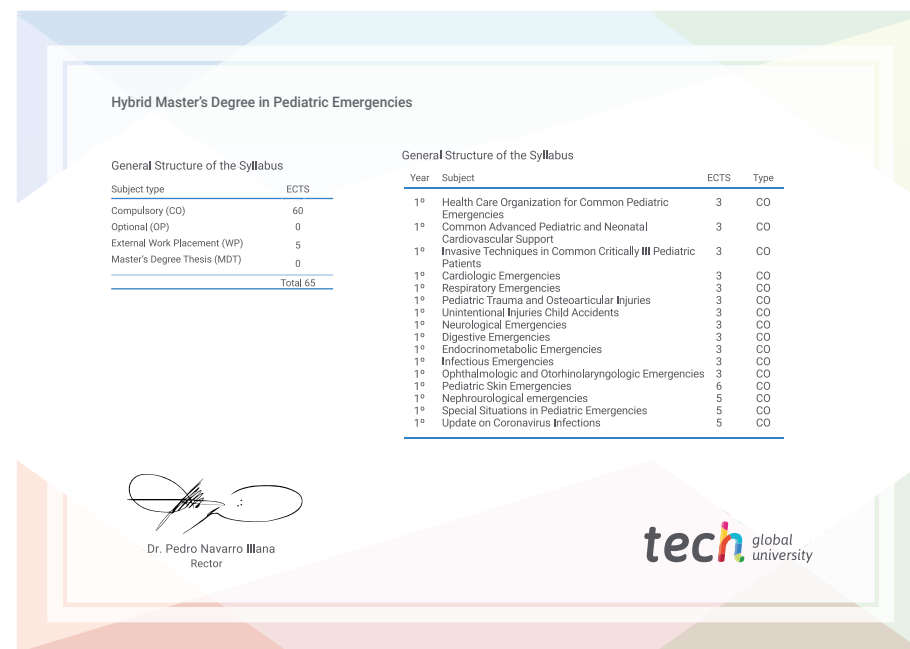 Hybrid Master's Degree in Pediatric Emergencies
General Structure of the Syllabus
Subject type ECTS
Compulsory (CO) 60
Optional (OP) 0
External Work Placement (WP) 5
Master's Degree Thesis (MDT) 0
Total 65
General Structure of the Syllabus
Year Subject ECTS Type
1º Health Care Organization for Common Pediatric 3 CO
Emergencies
1º Common Advanced Pediatric and Neonatal 3 CO
Cardiovascular Support
1º Invasive Techniques in Common Critically Ill Pediatric 3 CO
Patients
1º Cardiologic Emergencies 3 CO
1º Respiratory Emergencies 3 CO
1º Pediatric Trauma and Osteoarticular Injuries 3 CO
1º Unintentional Injuries Child Accidents 3 CO
1º Neurological Emergencies 3 CO
1º Digestive Emergencies 3 CO
1º Endocrinometabolic Emergencies 3 CO
1º Infectious Emergencies 3 CO
1º Ophthalmologic and Otorhinolaryngologic Emergencies 3 CO
1º Pediatric Skin Emergencies 6 CO
1º Nephrourological emergencies 5 CO
1º Special Situations in Pediatric Emergencies 5 CO
1º Update on Coronavirus Infections 5 CO
Dr. Pedro Navarro Illana
Rector
tech global
university